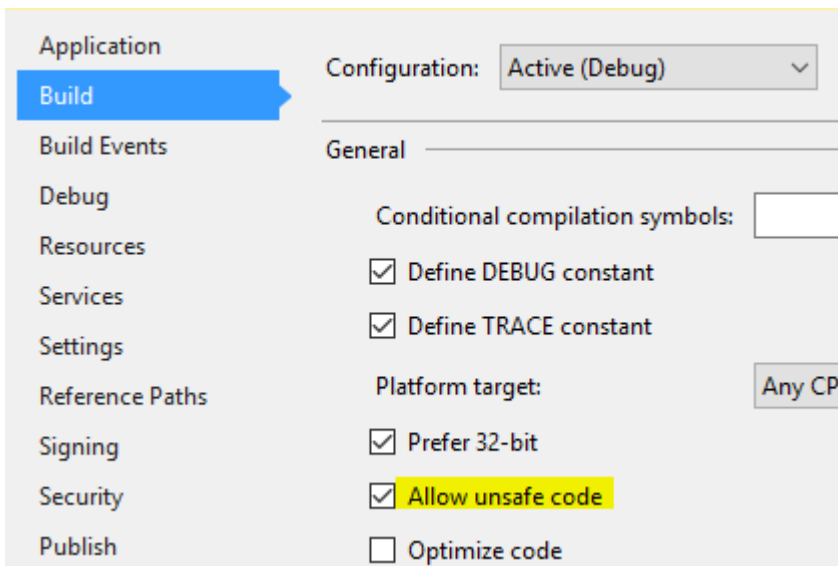 Application
Build
Build Events
Debug
Resources
Services
Settings
Reference Paths
Signing
Security
Publish
Configuration: Active (Debug)
General
Conditional compilation symbols:
Define DEBUG constant
Define TRACE constant
Platform target: Any CP
Prefer 32-bit
Allow unsafe code
Optimize code